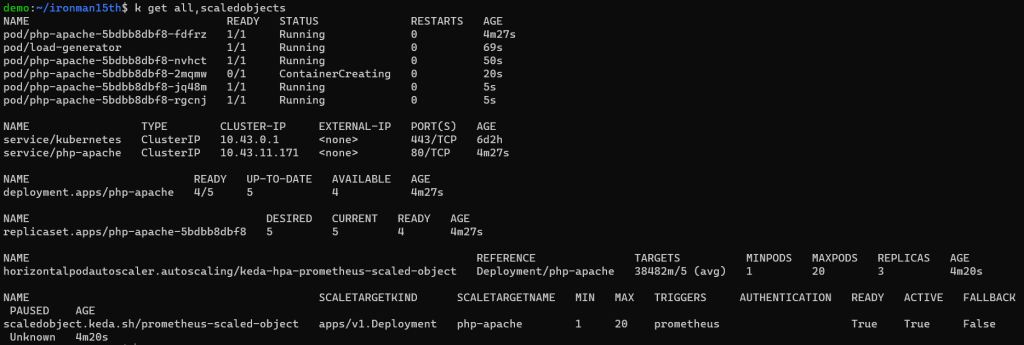 demo:~/ironman15th$ k get all,scaledobjects
NAME                              READY   STATUS              RESTARTS   AGE
pod/php-apache-5bdbb8dbf8-fdfrz   1/1     Running             0          4m27s
pod/load-generator                1/1     Running             0          69s
pod/php-apache-5bdbb8dbf8-nvhct   1/1     Running             0          50s
pod/php-apache-5bdbb8dbf8-2mqmw   0/1     ContainerCreating   0          20s
pod/php-apache-5bdbb8dbf8-jq48m   1/1     Running             0          5s
pod/php-apache-5bdbb8dbf8-rgcnj   1/1     Running             0          5s
NAME                 TYPE        CLUSTER-IP     EXTERNAL-IP   PORT(S)   AGE
service/kubernetes   ClusterIP   10.43.0.1      <none>        443/TCP   6d2h
service/php-apache   ClusterIP   10.43.11.171   <none>        80/TCP    4m27s
NAME                         READY   UP-TO-DATE   AVAILABLE   AGE
deployment.apps/php-apache   4/5     5            4           4m27s
NAME                                    DESIRED   CURRENT   READY   AGE
replicaset.apps/php-apache-5bdbb8dbf8   5         5         4       4m27s
NAME                                                                    REFERENCE               TARGETS          MINPODS   MAXPODS   REPLICAS   AGE
horizontalpodautoscaler.autoscaling/keda-hpa-prometheus-scaled-object   Deployment/php-apache   38482m/5 (avg)   1         20        3          4m20s
NAME                                            SCALETARGETKIND      SCALETARGETNAME   MIN   MAX   TRIGGERS     AUTHENTICATION   READY   ACTIVE   FALLBACK
PAUSED    AGE
scaledobject.keda.sh/prometheus-scaled-object   apps/v1.Deployment   php-apache        1     20    prometheus                    True    True     False
Unknown   4m20s